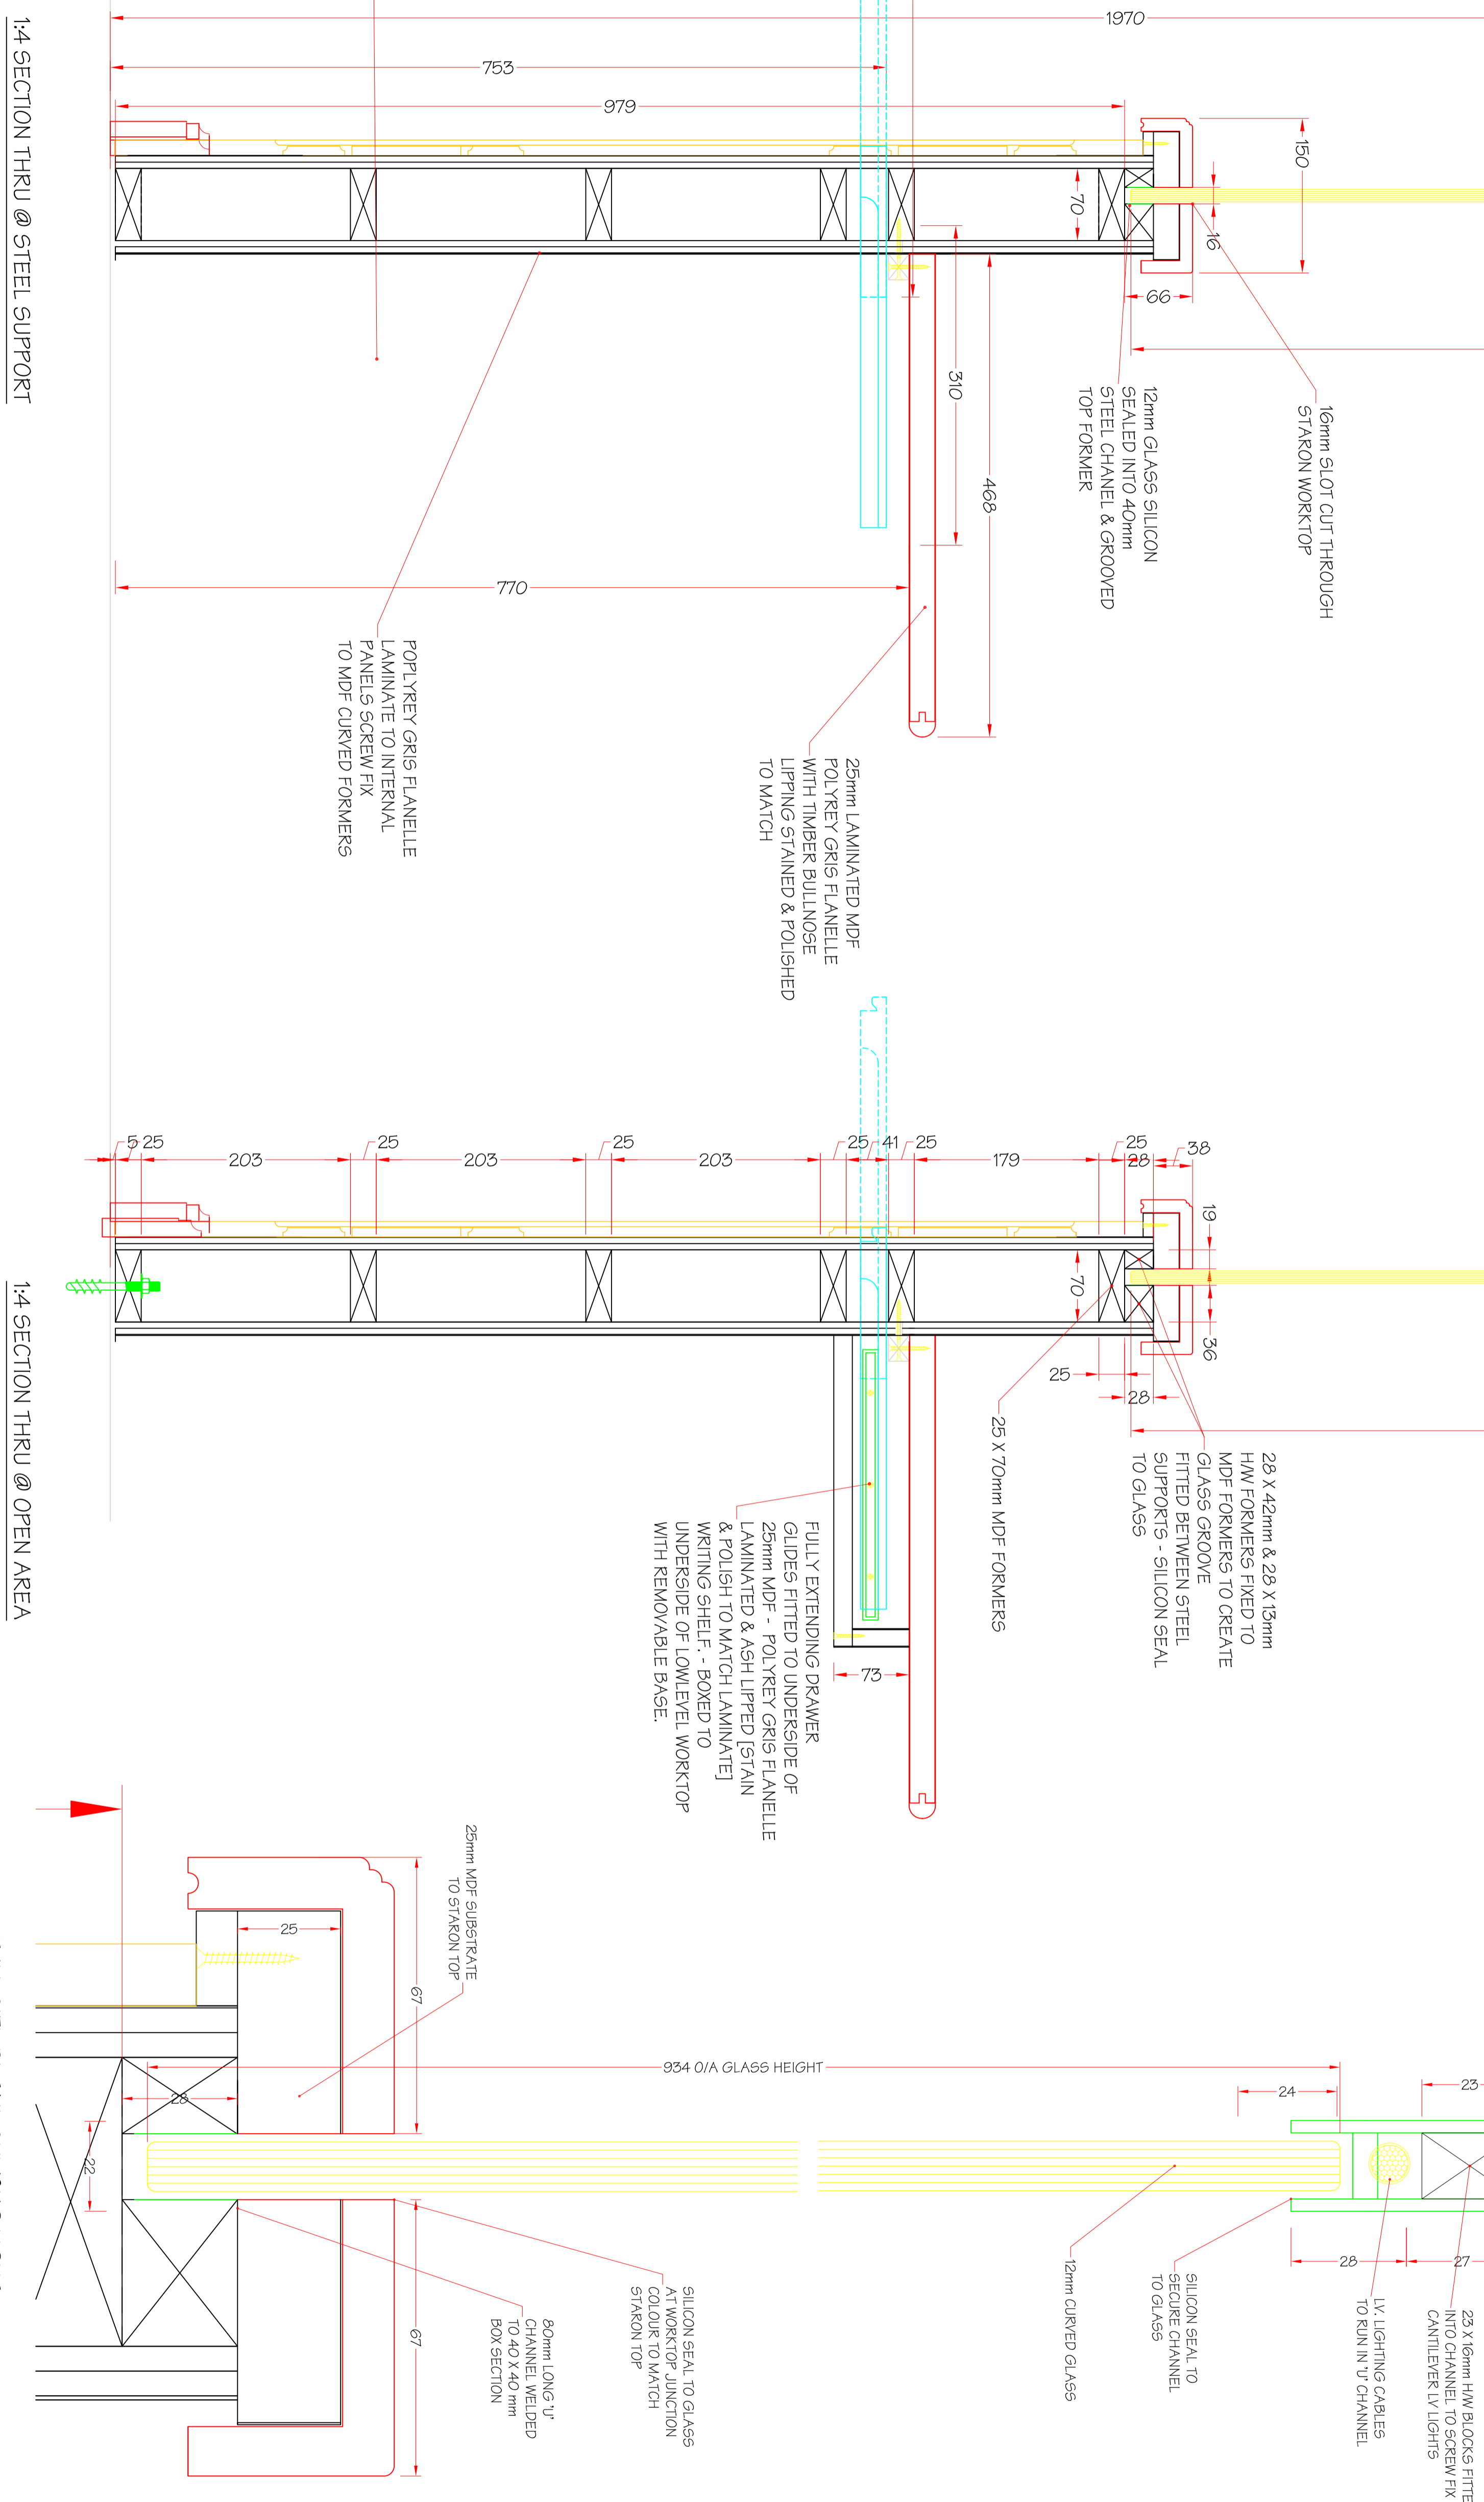 1970
753
979
150
70
16
66
310
468
770
16mm SLOT CUT THROUGH
STARON WORKTOP
12mm GLASS SILICON
SEALED INTO 40mm
STEEL CHANEL & GROOVED
TOP FORMER
25mm LAMINATED MDF
POLYREY GRIS FLANELLE
WITH TIMBER BULLNOSE
LIPPING STAINED & POLISHED
TO MATCH
POPLYREY GRIS FLANELLE
LAMINATE TO INTERNAL
PANELS SCREW FIX
TO MDF CURVED FORMERS
1:4 SECTION THRU @ STEEL SUPPORT
5
25
203
25
203
25
203
25
41
25
179
25
28
38
19
70
36
25
28
73
28 X 42mm & 28 X 13mm
H/W FORMERS FIXED TO
MDF FORMERS TO CREATE
GLASS GROOVE
FITTED BETWEEN STEEL
SUPPORTS - SILICON SEAL
TO GLASS
25 X 70mm MDF FORMERS
FULLY EXTENDING DRAWER
GLIDES FITTED TO UNDERSIDE OF
25mm MDF - POLYREY GRIS FLANELLE
LAMINATED & ASH LIPPED [STAIN
& POLISH TO MATCH LAMINATE]
WRITING SHELF. - BOXED TO
UNDERSIDE OF LOWLEVEL WORKTOP
WITH REMOVABLE BASE.
1:4 SECTION THRU @ OPEN AREA
25mm MDF SUBSTRATE
TO STARON TOP
25
67
28
22
67
934 O/A GLASS HEIGHT
24
23
28
27
23 X 16mm H/W BLOCKS FITTE
INTO CHANNEL TO SCREW FIX
CANTILEVER LV LIGHTS
LV. LIGHTING CABLES
TO RUN IN 'U' CHANNEL
SILICON SEAL TO
SECURE CHANNEL
TO GLASS
12mm CURVED GLASS
SILICON SEAL TO GLASS
AT WORKTOP JUNCTION
COLOUR TO MATCH
STARON TOP
80mm LONG 'U'
CHANNEL WELDED
TO 40 X 40 mm
BOX SECTION